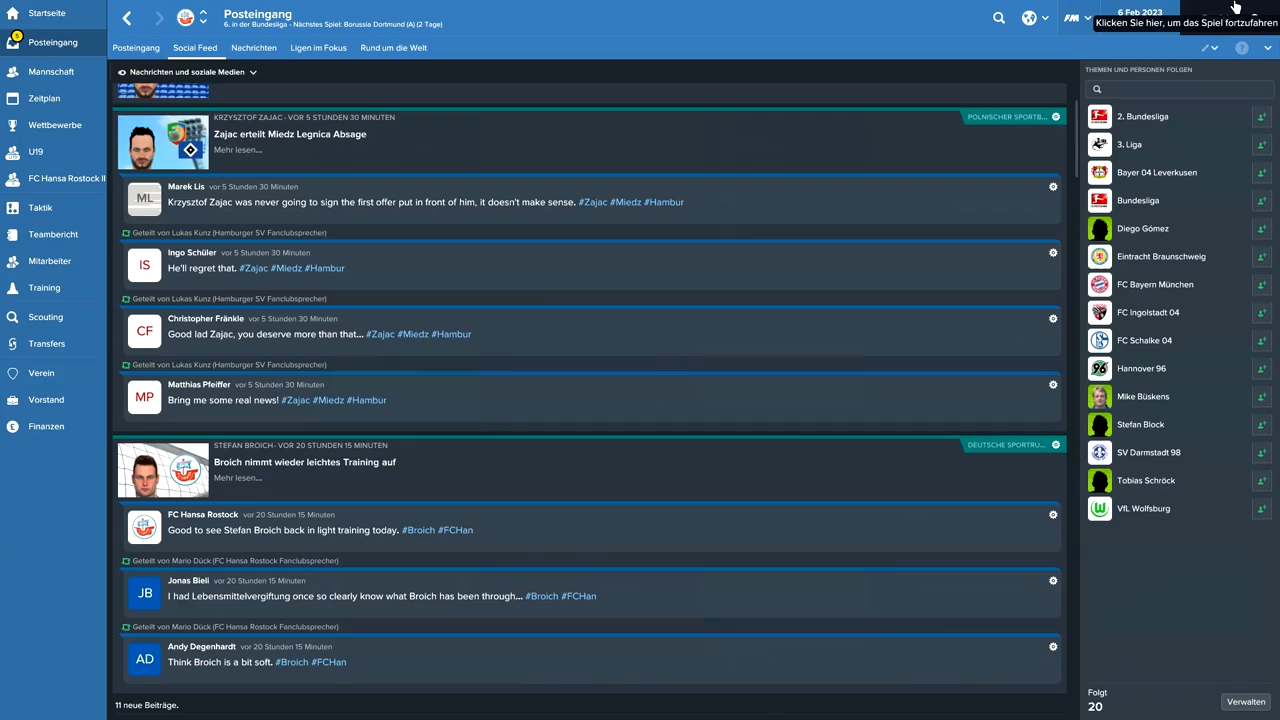 Startseite
5
Posteingang
Mannschaft
Zeitplan
Wettbewerbe
U19
FC Hansa Rostock II
Taktik
Teambericht
Mitarbeiter
Training
Scouting
Transfers
Verein
Vorstand
Finanzen
Posteingang
6. in der Bundesliga - Nächstes Spiel: Borussia Dortmund (A) (2 Tage)
FM
6 Feb 2023
Klicken Sie hier, um das Spiel fortzufahren
Posteingang Social Feed Nachrichten Ligen im Fokus Rund um die Welt
Nachrichten und soziale Medien
KRZYSZTOF ZAJAC - VOR 5 STUNDEN 30 MINUTEN
POLNISCHER SPORTB...
Zajac erteilt Miedz Legnica Absage
Mehr lesen...
ML
Marek Lis vor 5 Stunden 30 Minuten
Krzysztof Zajac was never going to sign the first offer put in front of him, it doesn't make sense. #Zajac #Miedz #Hambur
Geteilt von Lukas Kunz (Hamburger SV Fanclubsprecher)
IS
Ingo Schüler vor 5 Stunden 30 Minuten
He'll regret that. #Zajac #Miedz #Hambur
Geteilt von Lukas Kunz (Hamburger SV Fanclubsprecher)
CF
Christopher Fränkle vor 5 Stunden 30 Minuten
Good lad Zajac, you deserve more than that... #Zajac #Miedz #Hambur
Geteilt von Lukas Kunz (Hamburger SV Fanclubsprecher)
MP
Matthias Pfeiffer vor 5 Stunden 30 Minuten
Bring me some real news! #Zajac #Miedz #Hambur
STEFAN BROICH - VOR 20 STUNDEN 15 MINUTEN
DEUTSCHE SPORTRU...
Broich nimmt wieder leichtes Training auf
Mehr lesen...
FC Hansa Rostock vor 20 Stunden 15 Minuten
Good to see Stefan Broich back in light training today. #Broich #FCHan
Geteilt von Mario Dück (FC Hansa Rostock Fanclubsprecher)
JB
Jonas Bieli vor 20 Stunden 15 Minuten
I had Lebensmittelvergiftung once so clearly know what Broich has been through... #Broich #FCHan
Geteilt von Mario Dück (FC Hansa Rostock Fanclubsprecher)
AD
Andy Degenhardt vor 20 Stunden 15 Minuten
Think Broich is a bit soft. #Broich #FCHan
11 neue Beiträge.
THEMEN UND PERSONEN FOLGEN
2. Bundesliga
3. Liga
Bayer 04 Leverkusen
Bundesliga
Diego Gómez
Eintracht Braunschweig
FC Bayern München
FC Ingolstadt 04
FC Schalke 04
Hannover 96
Mike Büskens
Stefan Block
SV Darmstadt 98
Tobias Schröck
VfL Wolfsburg
Folgt
20
Verwalten